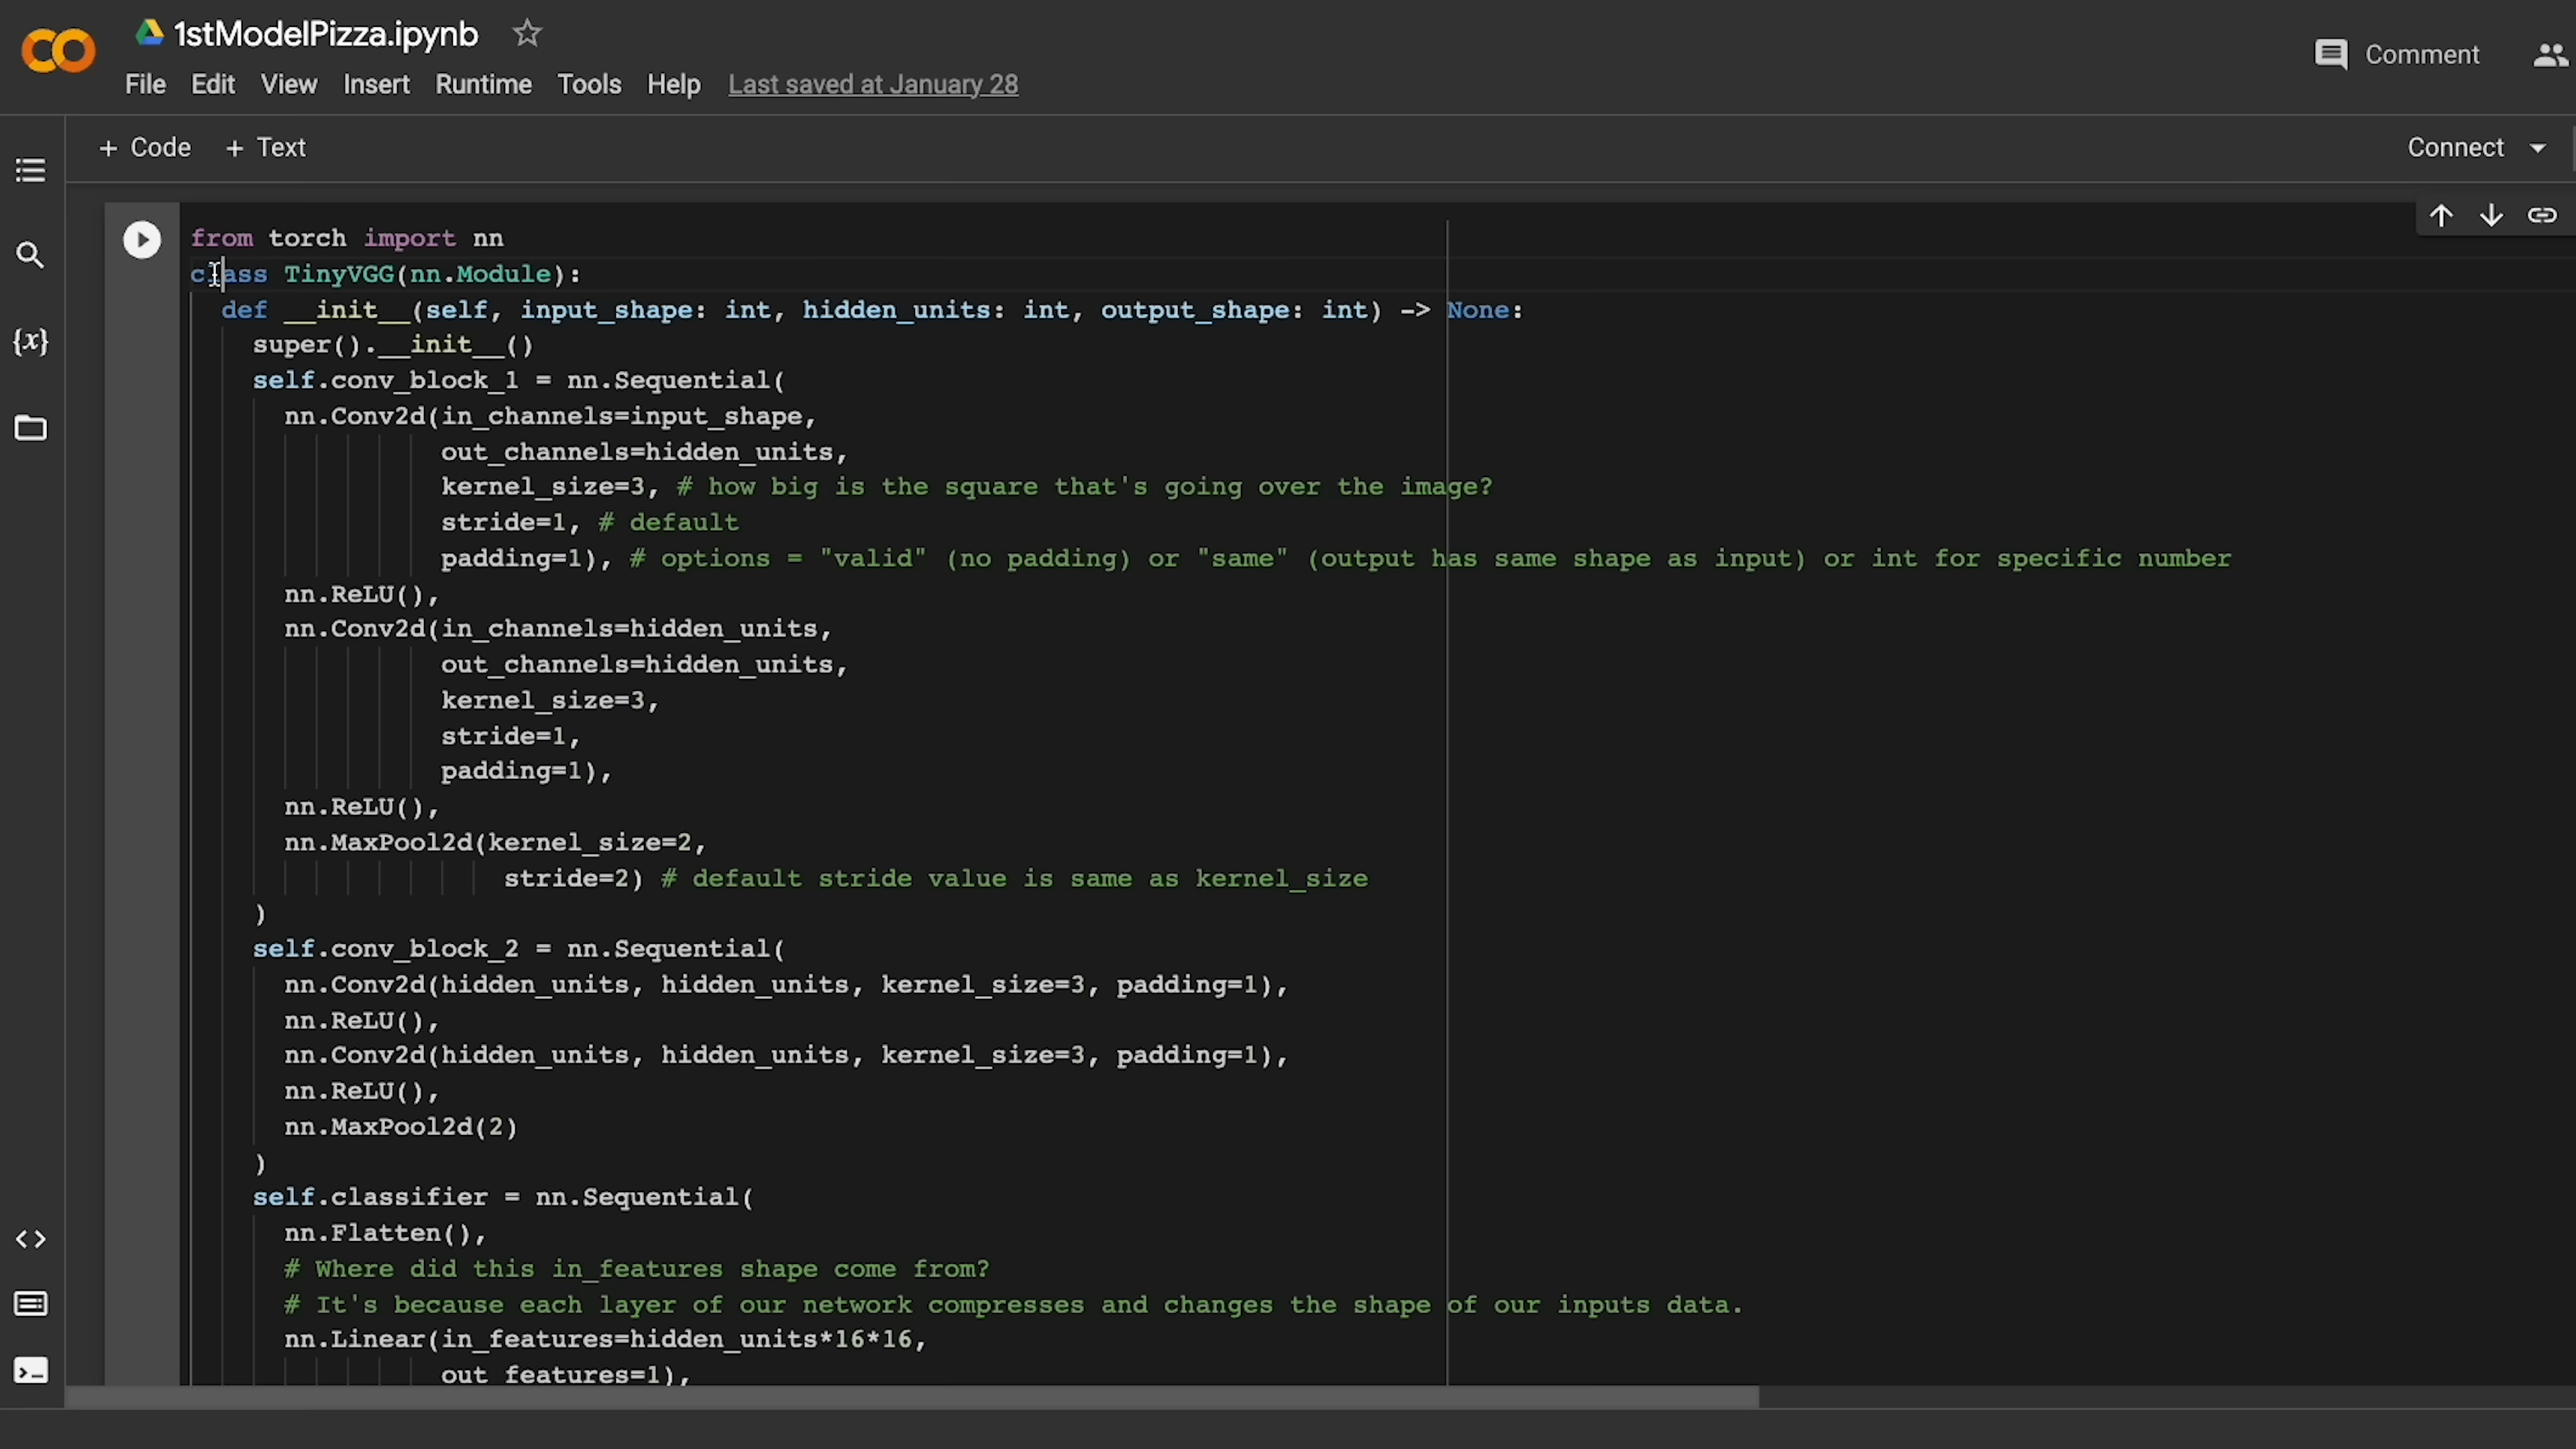 1stModelPizza.ipynb
File Edit View Insert Runtime Tools Help Last saved at January 28
Comment
+ Code + Text
Connect
from torch import nn
class TinyVGG(nn.Module):
  def __init__(self, input_shape: int, hidden_units: int, output_shape: int) -> None:
    super().__init__()
    self.conv_block_1 = nn.Sequential(
      nn.Conv2d(in_channels=input_shape,
                out_channels=hidden_units,
                kernel_size=3, # how big is the square that's going over the image?
                stride=1, # default
                padding=1), # options = "valid" (no padding) or "same" (output has same shape as input) or int for specific number
      nn.ReLU(),
      nn.Conv2d(in_channels=hidden_units,
                out_channels=hidden_units,
                kernel_size=3,
                stride=1,
                padding=1),
      nn.ReLU(),
      nn.MaxPool2d(kernel_size=2,
                    stride=2) # default stride value is same as kernel_size
    )
    self.conv_block_2 = nn.Sequential(
      nn.Conv2d(hidden_units, hidden_units, kernel_size=3, padding=1),
      nn.ReLU(),
      nn.Conv2d(hidden_units, hidden_units, kernel_size=3, padding=1),
      nn.ReLU(),
      nn.MaxPool2d(2)
    )
    self.classifier = nn.Sequential(
      nn.Flatten(),
      # Where did this in_features shape come from?
      # It's because each layer of our network compresses and changes the shape of our inputs data.
      nn.Linear(in_features=hidden_units*16*16,
                out_features=1),